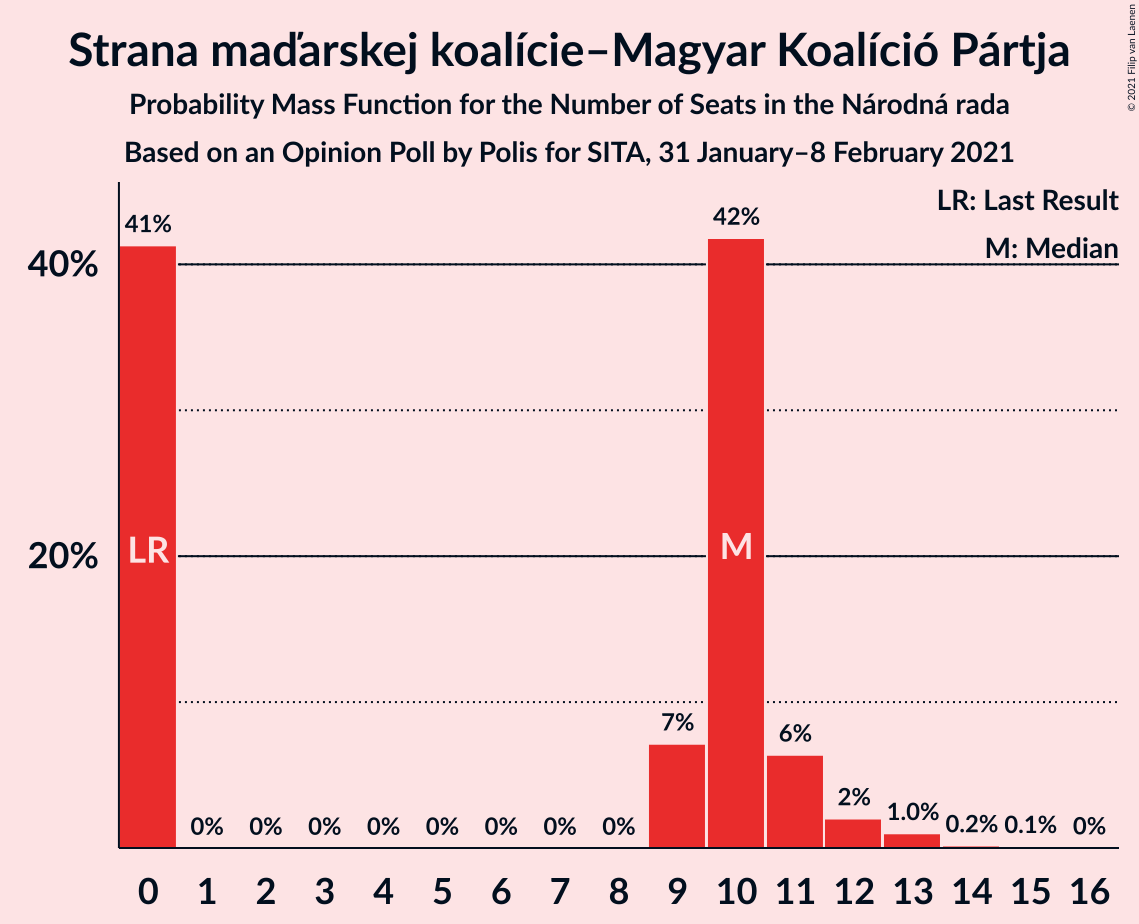 Strana maďarskej koalície–Magyar Koalíció Pártja
Probability Mass Function for the Number of Seats in the Národná rada
Based on an Opinion Poll by Polis for SITA, 31 January–8 February 2021
© 2021 Filip van Laenen
LR: Last Result
M: Median
41% 0% 0% 0% 0% 0% 0% 0% 0% 7% 42% 6% 2% 1.0% 0.2% 0.1% 0%
40%
20%
LR M
0 1 2 3 4 5 6 7 8 9 10 11 12 13 14 15 16